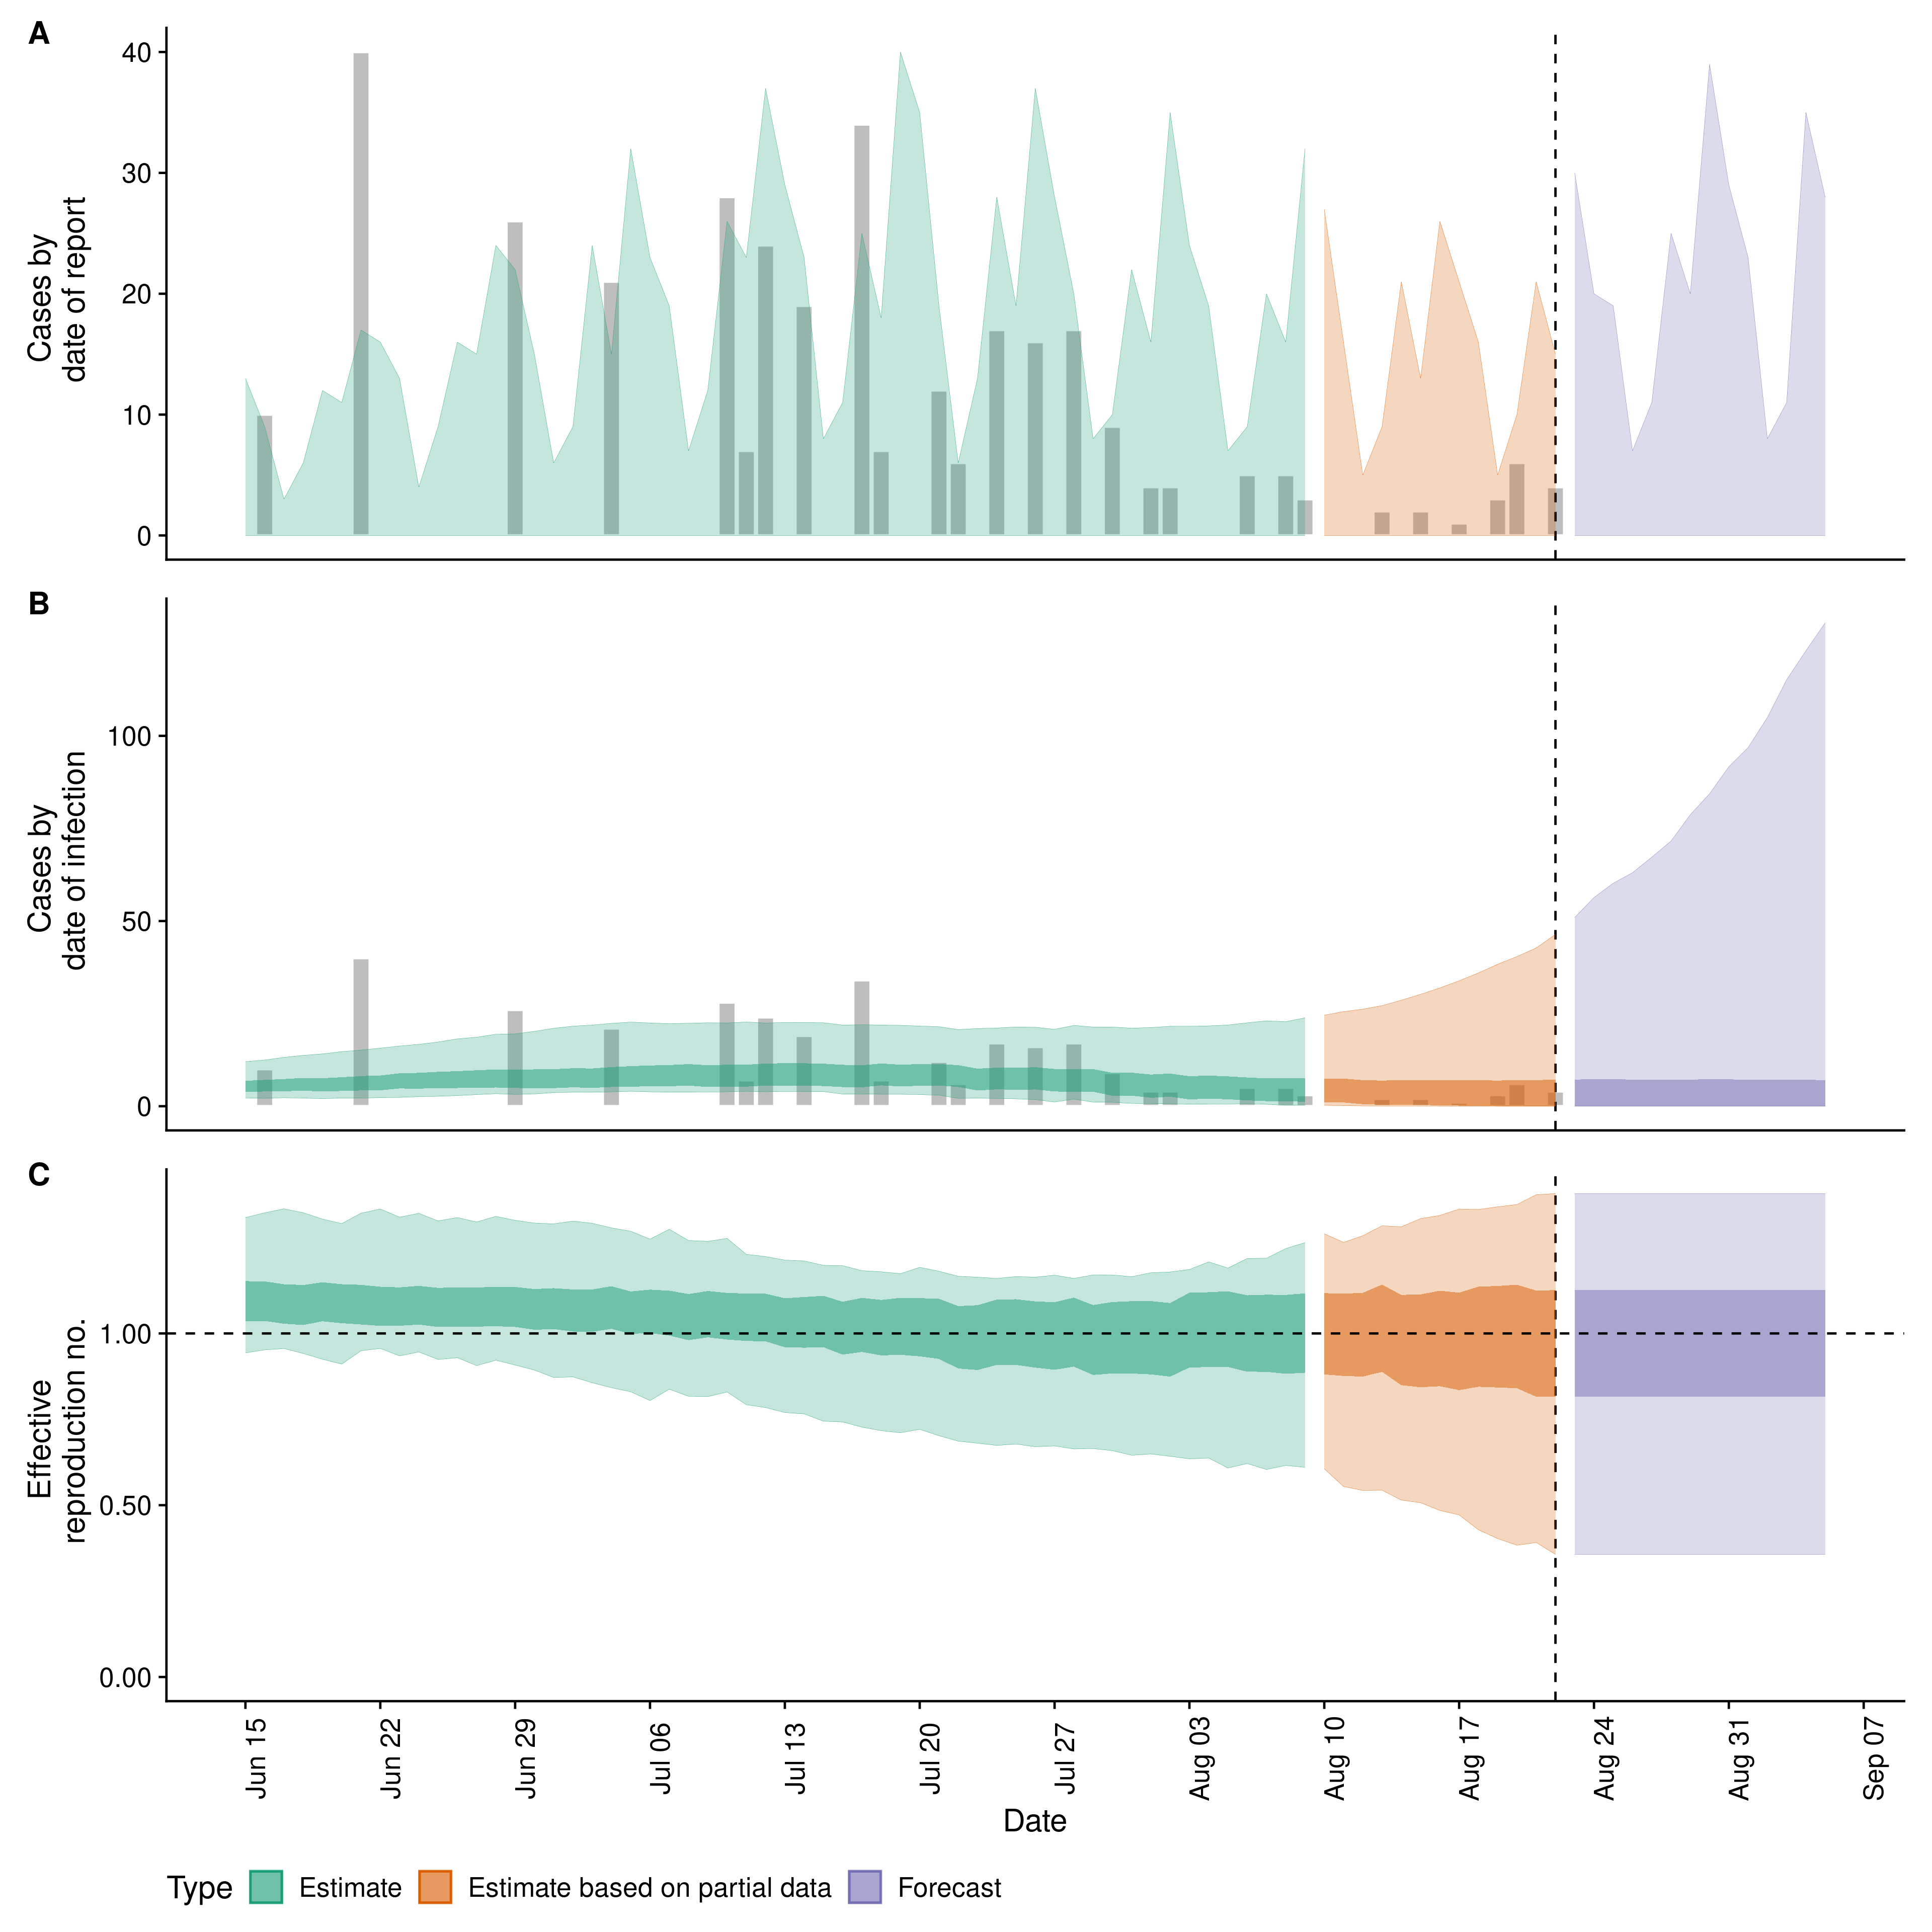 A
40
30
20
10
0
Cases by
date of report
B
100
50
0
Cases by
date of infection
C
1.00
0.50
0.00
Effective
reproduction no.
Jun 15
Jun 22
Jun 29
Jul 06
Jul 13
Jul 20
Jul 27
Aug 03
Aug 10
Aug 17
Aug 24
Aug 31
Sep 07
Date
Type Estimate Estimate based on partial data Forecast